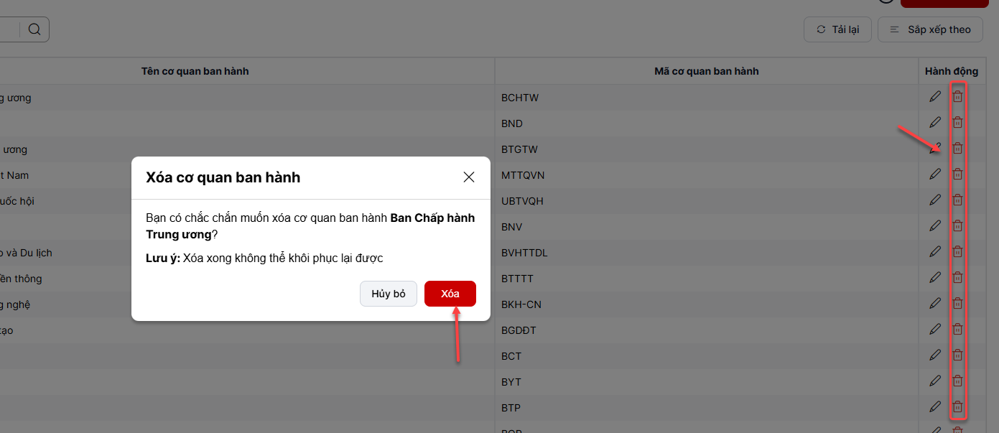 Tải lại
Sắp xếp theo
Tên cơ quan ban hành
Mã cơ quan ban hành
Hành động
g ương
BCHTW
BND
ương
BTGTW
t Nam
MTTQVN
uốc hội
UBTVQH
BNV
o và Du lịch
BVHTTDL
ền thông
BTTTT
g nghệ
BKH-CN
tạo
BGDĐT
BCT
BYT
BTP
Xóa cơ quan ban hành
Bạn có chắc chắn muốn xóa cơ quan ban hành Ban Chấp hành
Trung ương?
Lưu ý: Xóa xong không thể khôi phục lại được
Hủy bỏ
Xóa